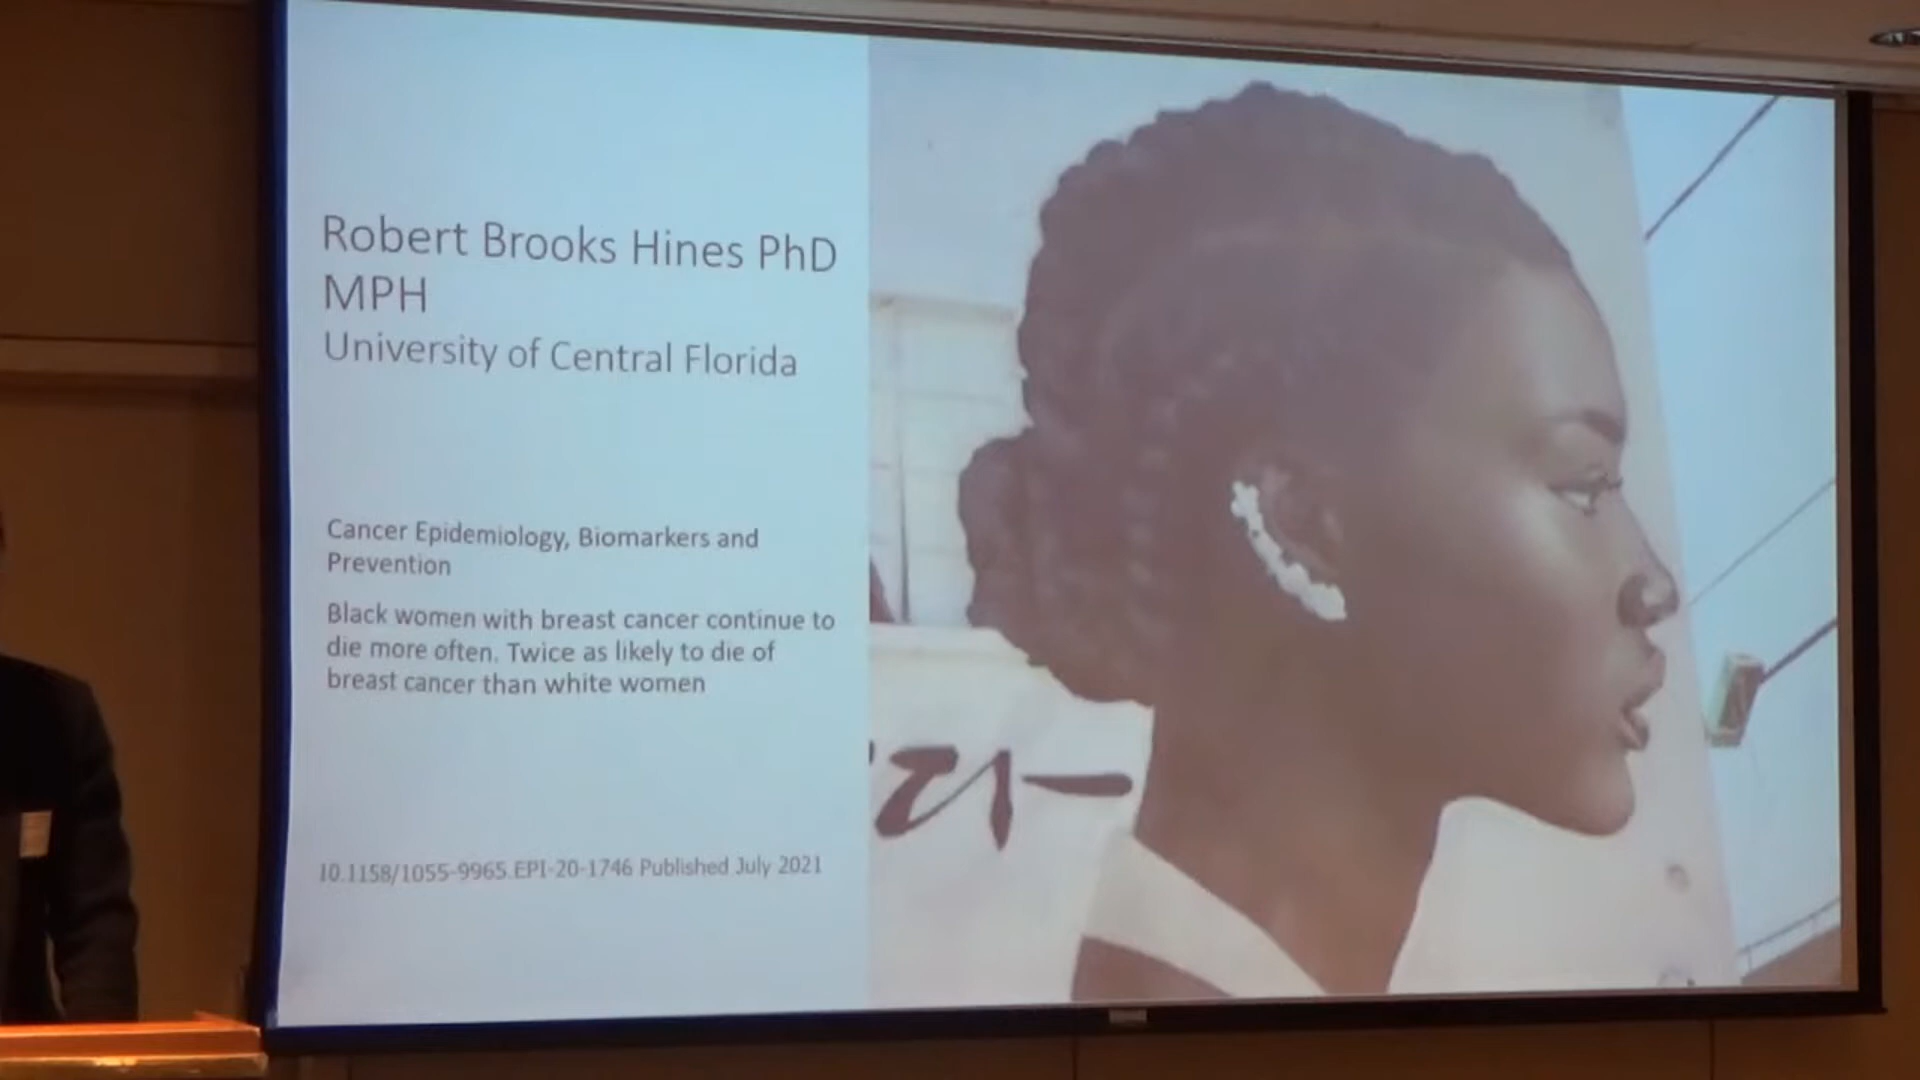 Robert Brooks Hines PhD
MPH
University of Central Florida
Cancer Epidemiology, Biomarkers and
Prevention
Black women with breast cancer continue to
die more often. Twice as likely to die of
breast cancer than white women
10.1158/1055-9965.EPI-20-1746 Published July 2021